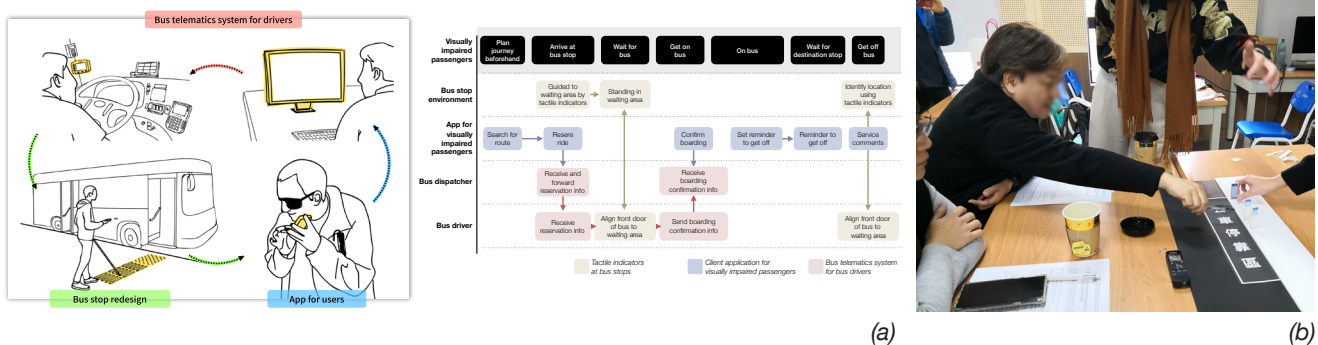 Bus telematics system for drivers
Bus stop redesign
App for users
Visually
impaired
passengers
Plan
journey
beforehand
Arrive at
bus stop
Wait for
bus
Get on
bus
On bus
Wait for
destination stop
Get off
bus
Bus stop
environment
Guided to
waiting area by
tactile indicators
Standing in
waiting area
Identify location
using
tactile indicators
App for
visually
impaired
passengers
Search for
route
Resere
ride
Confirm
boarding
Set reminder
to get off
Reminder to
get off
Service
comments
Bus dispatcher
Receive and
forward
reservation info
Receive
boarding
confirmation info
Bus driver
Receive
reservation info
Align front door
of bus to
waiting area
Send boarding
confirmation info
Align front door
of bus to
waiting area
Tactile indicators
at bus stops
Client application for
visually impaired passengers
Bus telematics system
for bus drivers
(a)
車停靠區
(b)